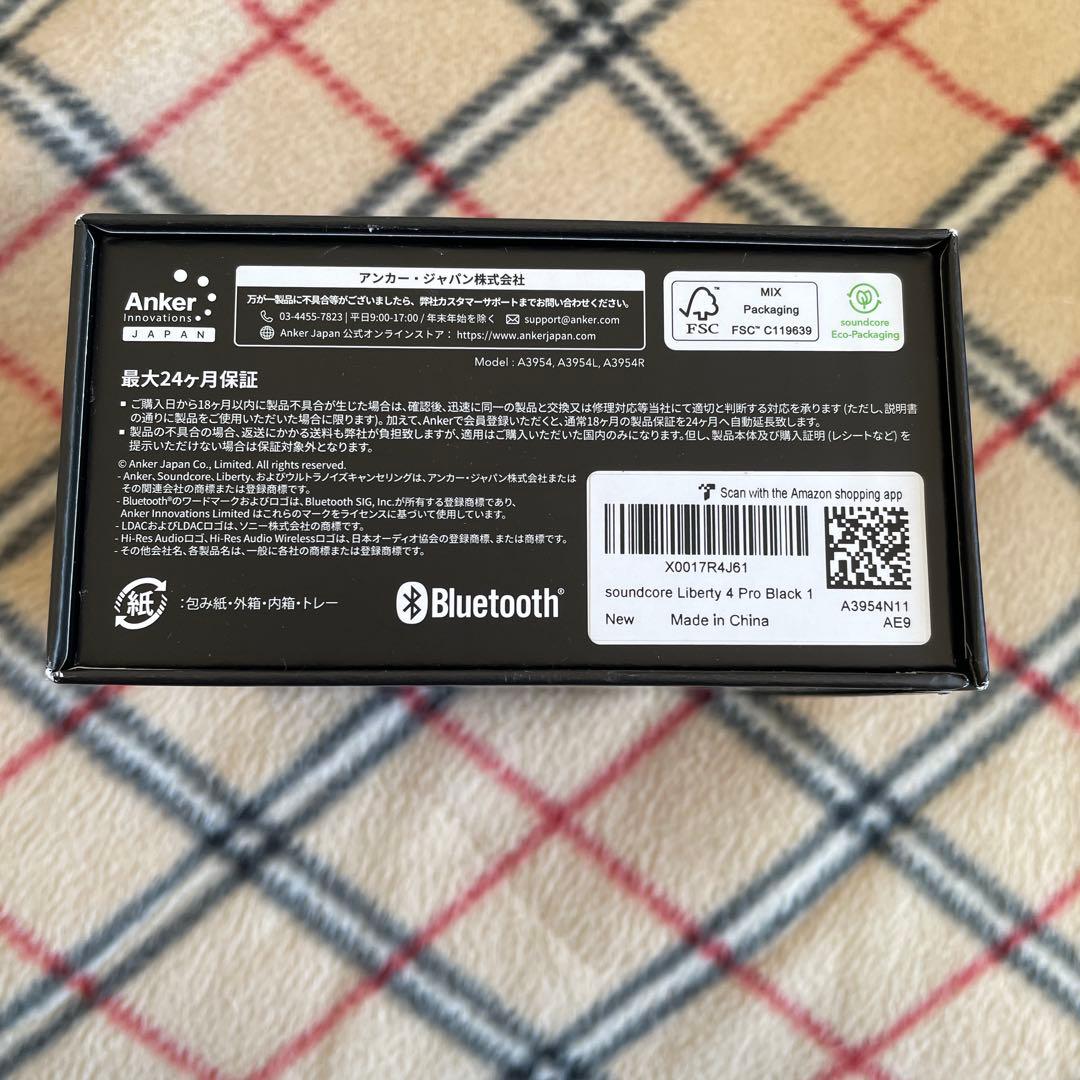 Anker
Innovations
JAPAN
アンカー・ジャパン株式会社
万が一製品に不具合等がございましたら、弊社カスタマーサポートまでお問い合わせください。
03-4455-7823 | 平日9:00-17:00 / 年末年始を除く support@anker.com
Anker Japan 公式オンラインストア： https://www.ankerjapan.com
FSC
MIX
Packaging
FSC™ C119639
soundcore
Eco-Packaging
Model : A3954, A3954L, A3954R
最大24ヶ月保証
▪ ご購入日から18ヶ月以内に製品不具合が生じた場合は、確認後、迅速に同一の製品と交換又は修理対応等当社にて適切と判断する対応を承ります（ただし、説明書
の通りに製品をご使用いただいた場合に限ります）。加えて、Ankerで会員登録いただくと、通常18ヶ月の製品保証を24ヶ月へ自動延長致します。
▪ 製品の不具合の場合、返送にかかる送料も弊社が負担致しますが、適用はご購入いただいた国内のみになります。但し、製品本体及び購入証明（レシートなど）を
提示いただけない場合は保証対象外となります。
© Anker Japan Co., Limited. All rights reserved.
- Anker、Soundcore、Liberty、およびウルトラノイズキャンセリングは、アンカー・ジャパン株式会社または
その関連会社の商標または登録商標です。
- Bluetooth®のワードマークおよびロゴは、Bluetooth SIG, Inc.が所有する登録商標であり、
Anker Innovations Limited はこれらのマークをライセンスに基づいて使用しています。
- LDACおよびLDACロゴは、ソニー株式会社の商標です。
- Hi-Res Audioロゴ、Hi-Res Audio Wirelessロゴは、日本オーディオ協会の登録商標、または商標です。
- その他会社名、各製品名は、一般に各社の商標または登録商標です。
紙 :包み紙・外箱・内箱・トレー
Bluetooth®
Scan with the Amazon shopping app
X0017R4J61
soundcore Liberty 4 Pro Black 1
New Made in China
A3954N11
AE9